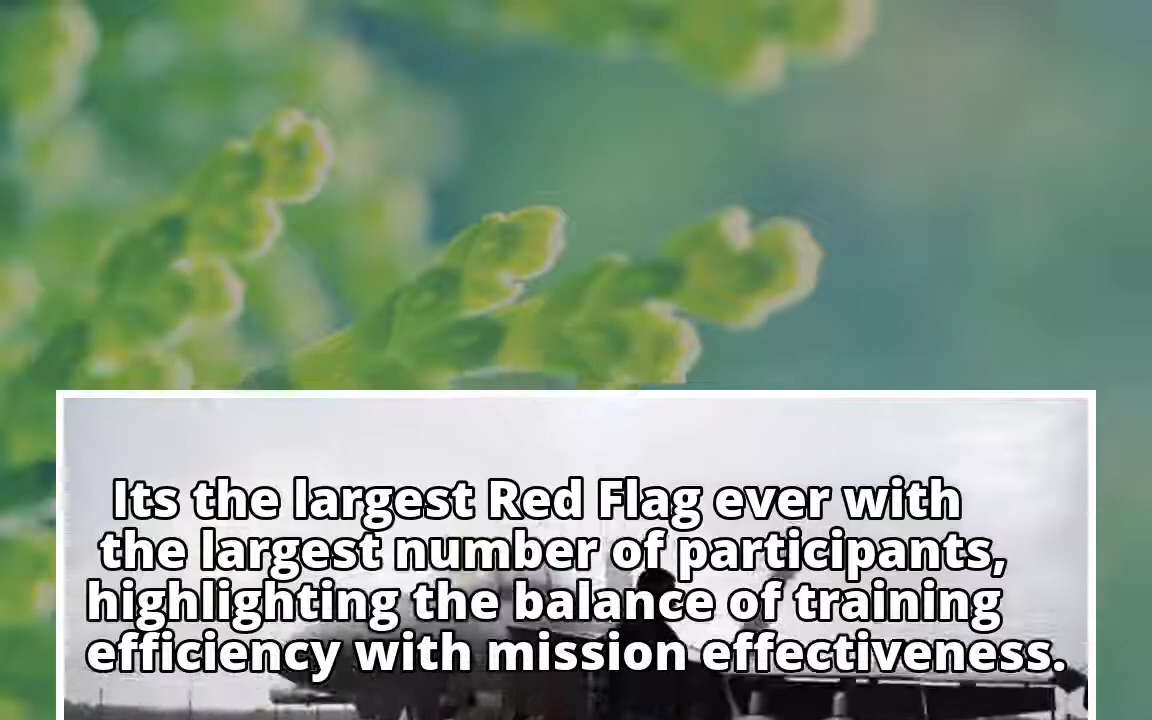 Its the largest Red Flag ever with
the largest number of participants,
highlighting the balance of training
efficiency with mission effectiveness.